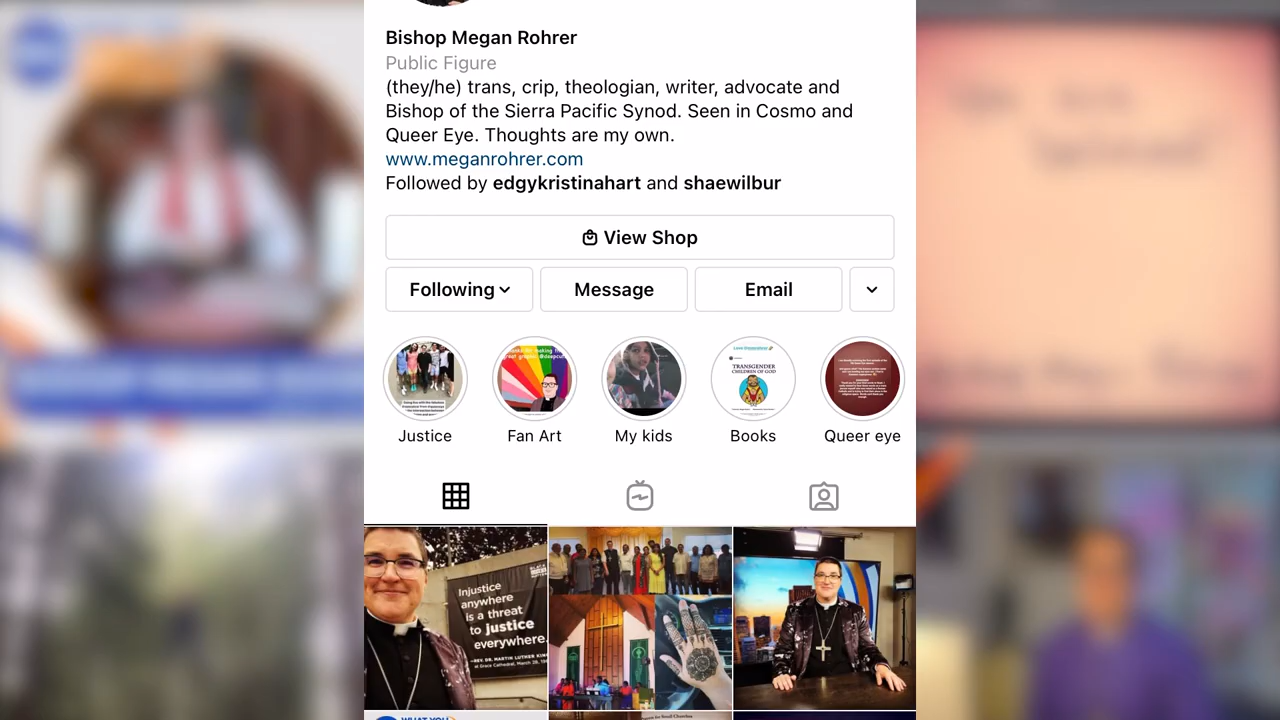 Bishop Megan Rohrer
Public Figure
(they/he) trans, crip, theologian, writer, advocate and
Bishop of the Sierra Pacific Synod. Seen in Cosmo and
Queer Eye. Thoughts are my own.
www.meganrohrer.com
Followed by edgykristinahart and shaewilbur
View Shop
Following
Message
Email
TRANSGENDER
CHILDREN OF GOD
Justice
Fan Art
My kids
Books
Queer eye
Injustice
anywhere
is a threat
to justice
everywhere.
WHAT YOU